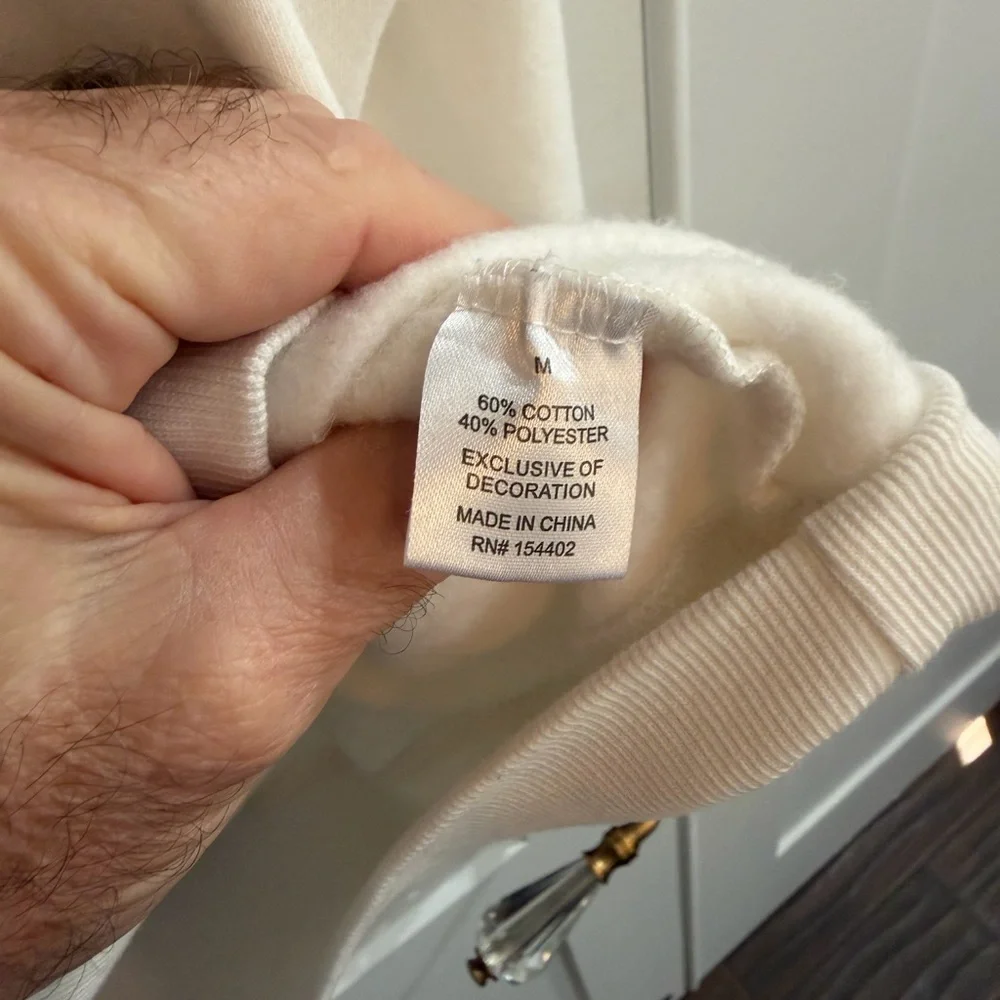 M
60% COTTON
40% POLYESTER
EXCLUSIVE OF
DECORATION
MADE IN CHINA
RN# 154402